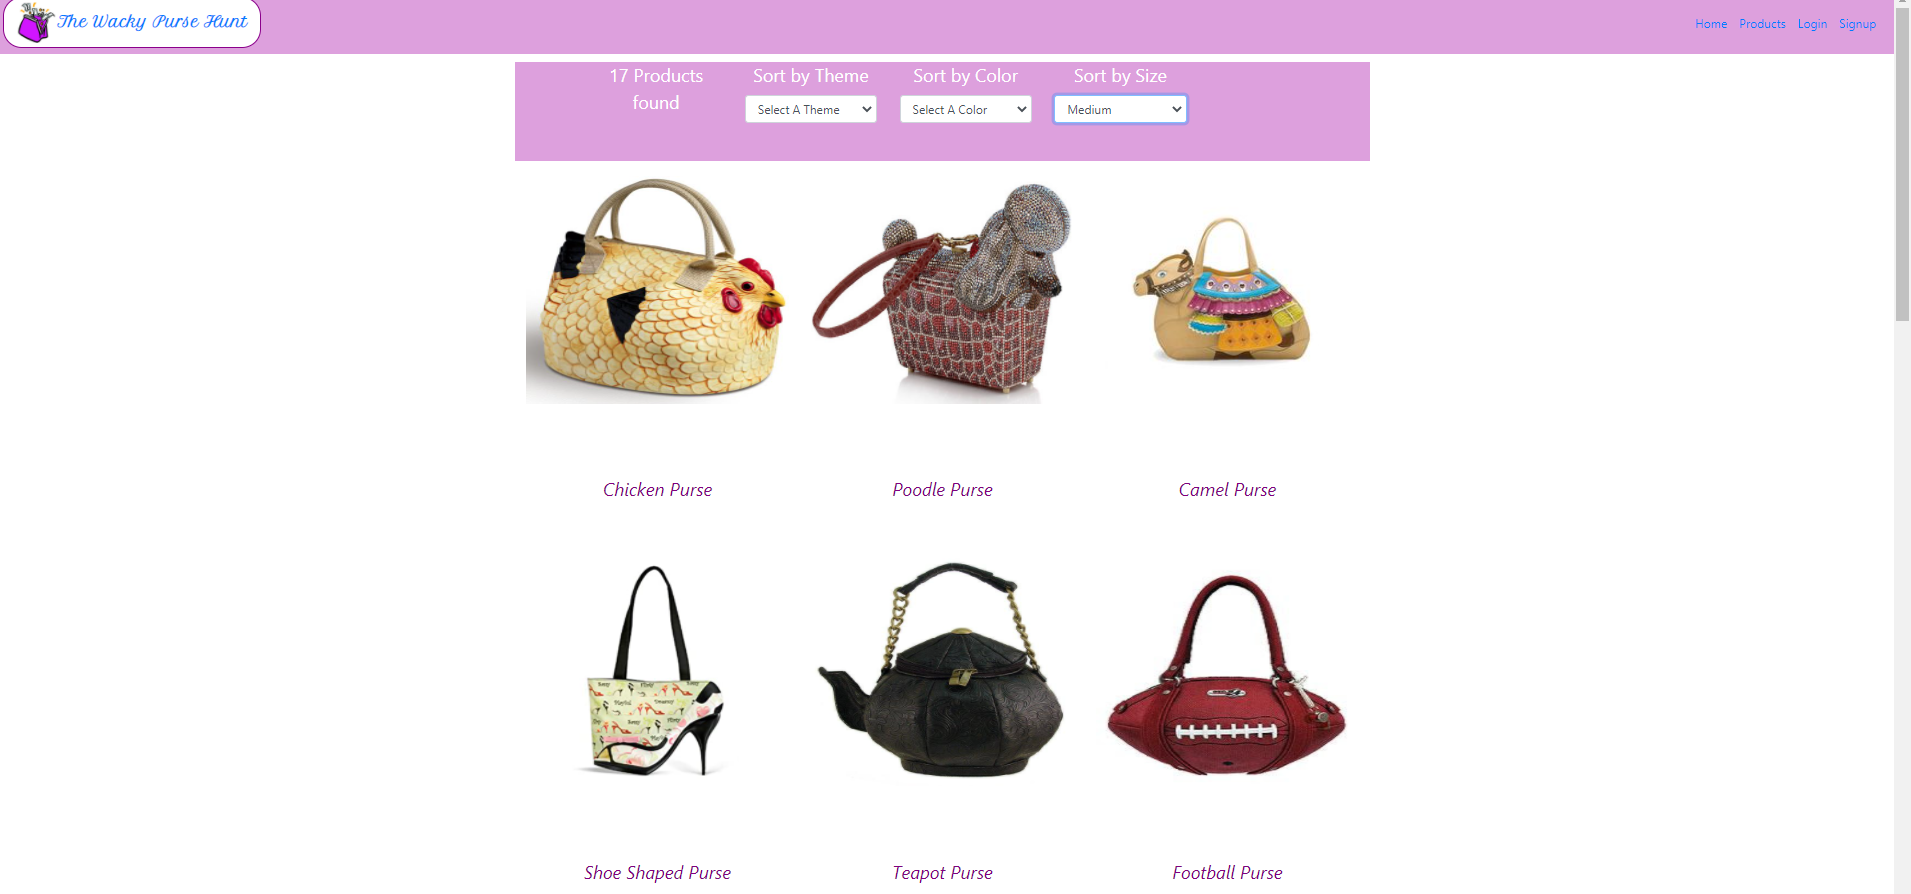 The Wacky Purse Hunt
Home Products Login Signup
17 Products
found
Sort by Theme
Select A Theme
Sort by Color
Select A Color
Sort by Size
Medium
Chicken Purse
Poodle Purse
Camel Purse
Shoe Shaped Purse
Teapot Purse
Football Purse